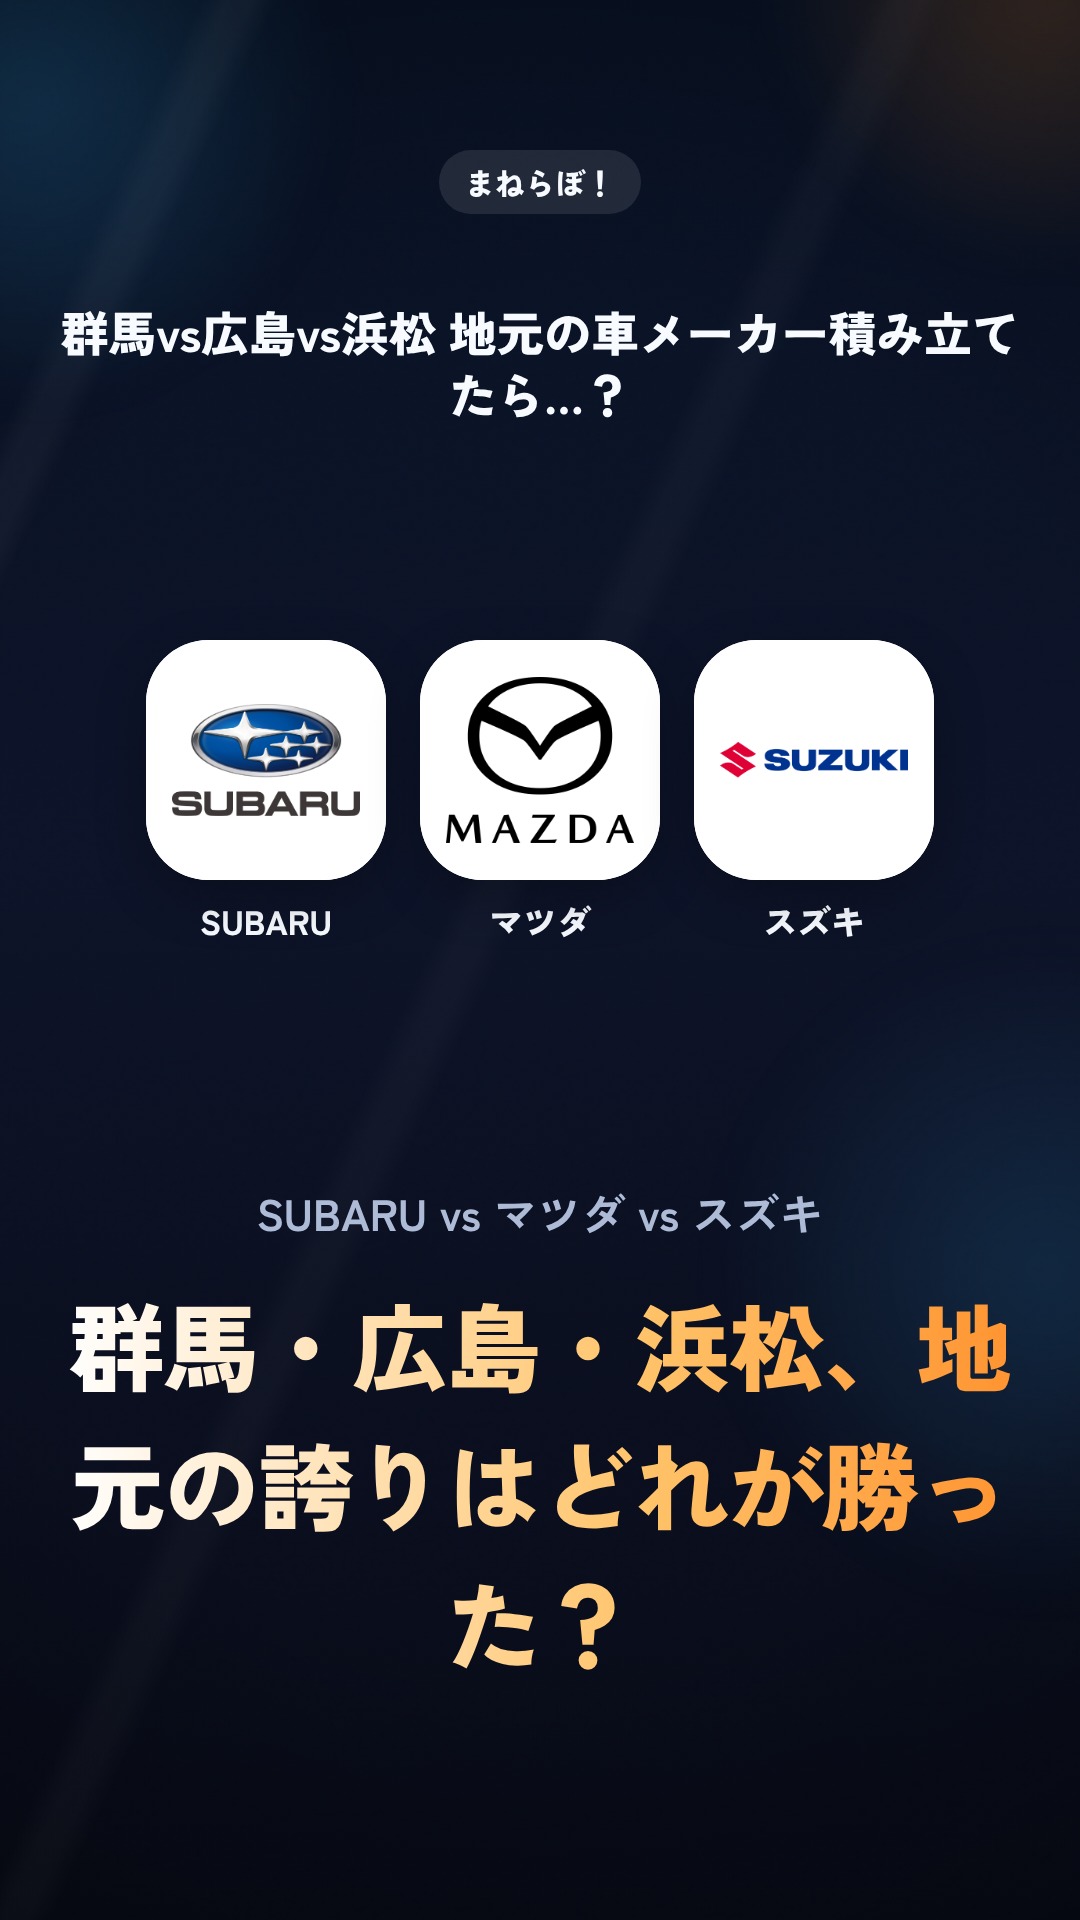 まねらぼ！
群馬vs広島vs浜松 地元の車メーカー積み立て
たら…？
SUBARU
MAZDA
SUZUKI
SUBARU
マツダ
スズキ
SUBARU vs マツダ vs スズキ
群馬・広島・浜松、地
元の誇りはどれが勝っ
た？